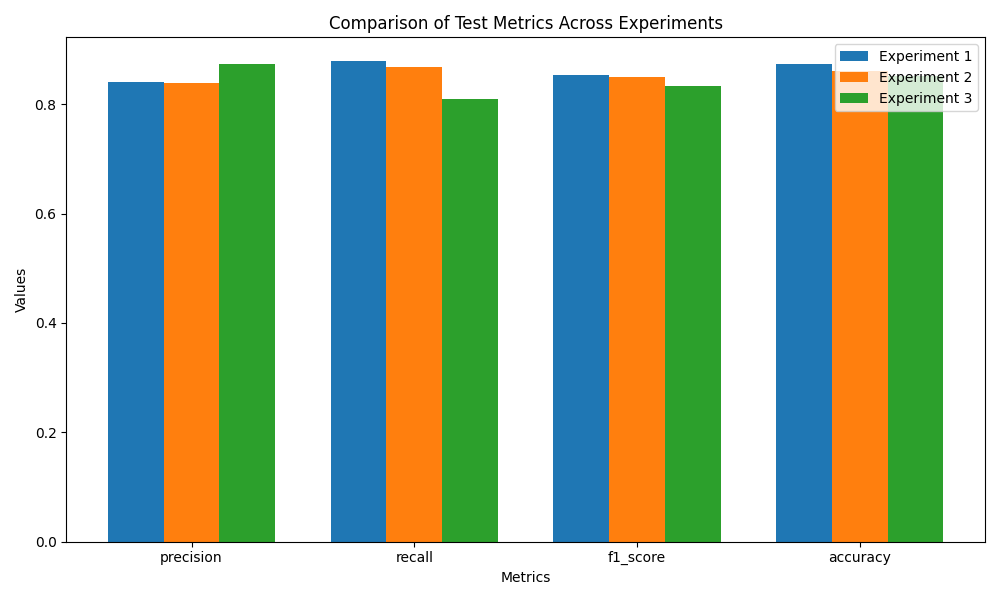 Comparison of Test Metrics Across Experiments
Experiment 1
Experiment 2
Experiment 3
Values
0.8
0.6
0.4
0.2
0.0
precision recall f1_score accuracy
Metrics